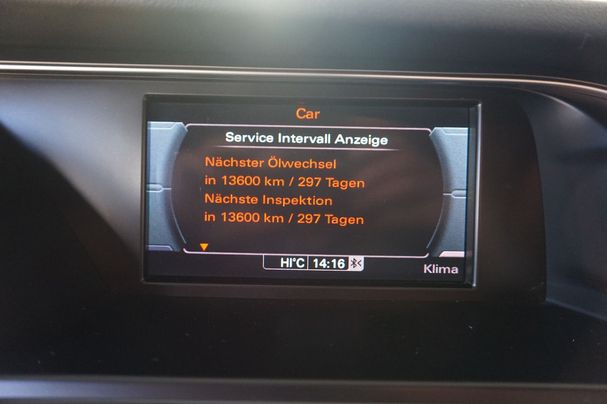 Car
Service Intervall Anzeige
Nächster Ölwechsel
in 13600 km / 297 Tagen
Nächste Inspektion
in 13600 km / 297 Tagen
HI°C 14:16
Klima